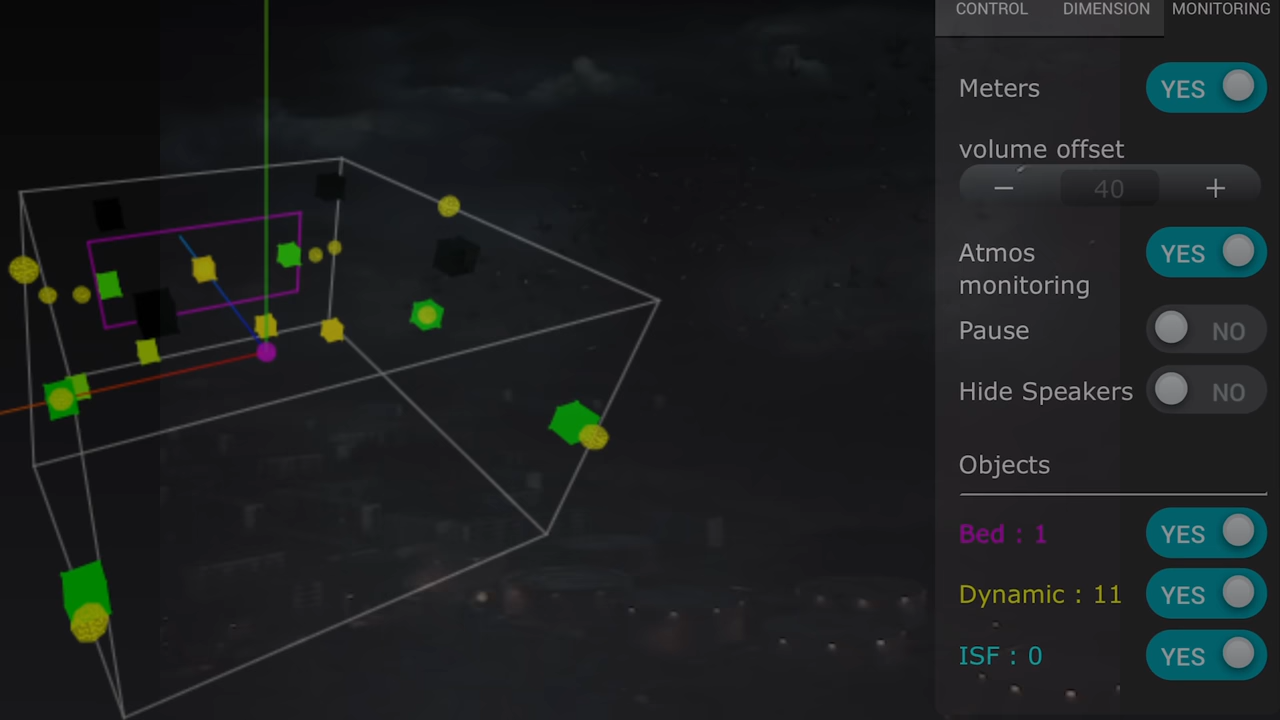 CONTROL DIMENSION MONITORING
Meters YES
volume offset
− 40 +
Atmos monitoring YES
Pause NO
Hide Speakers NO
Objects
Bed : 1 YES
Dynamic : 11 YES
ISF : 0 YES